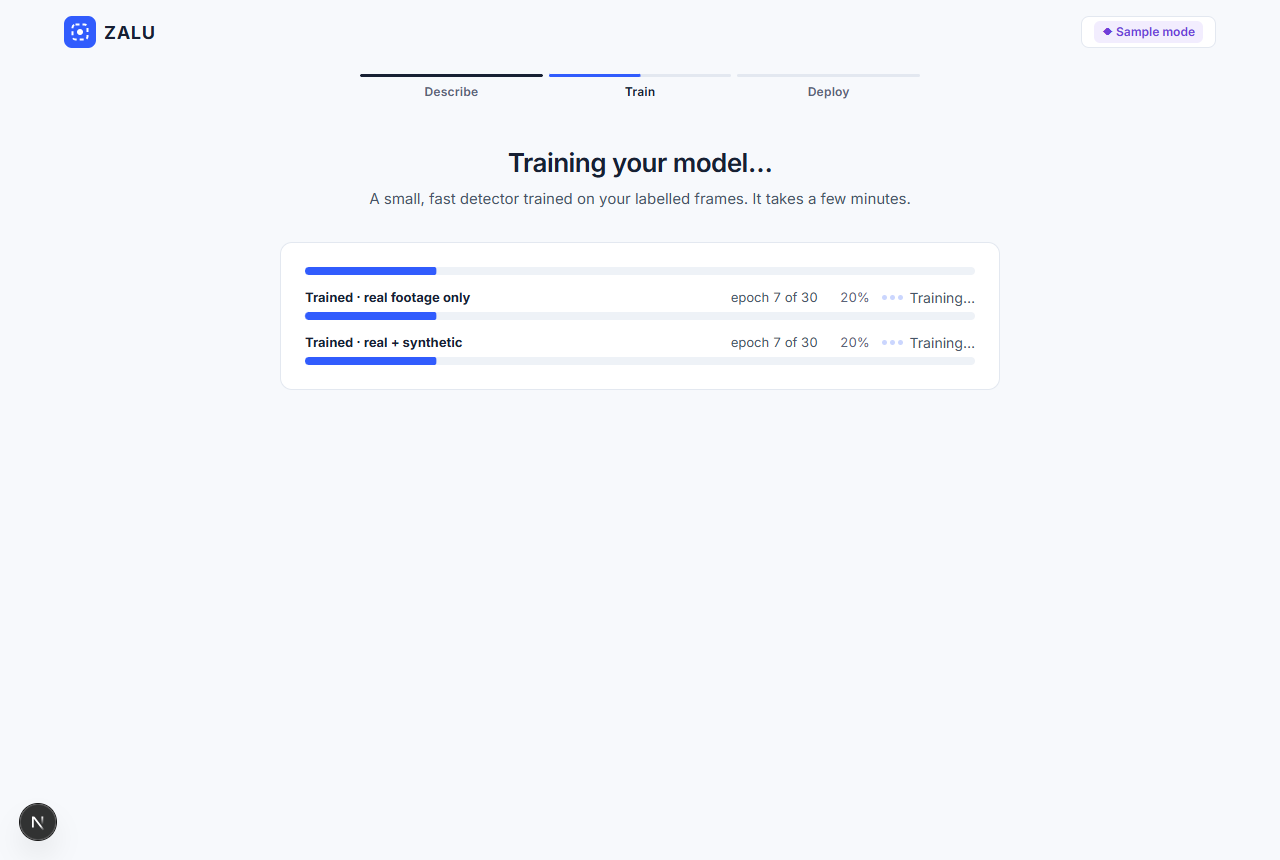 ZALU
Sample mode
Describe
Train
Deploy
Training your model...
A small, fast detector trained on your labelled frames. It takes a few minutes.
Trained · real footage only epoch 7 of 30 20% Training...
Trained · real + synthetic epoch 7 of 30 20% Training...
N